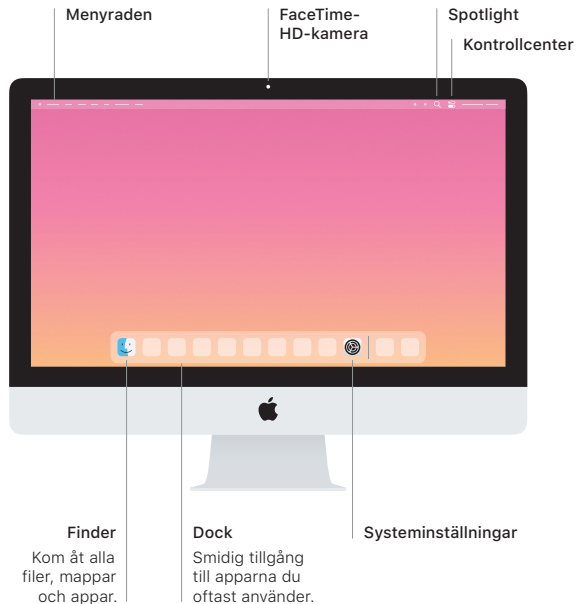 Menyraden
FaceTime-
HD-kamera
Spotlight
Kontrollcenter
Finder
Kom åt alla
filer, mappar
och appar.
Dock
Smidig tillgång
till apparna du
oftast använder.
Systeminställningar